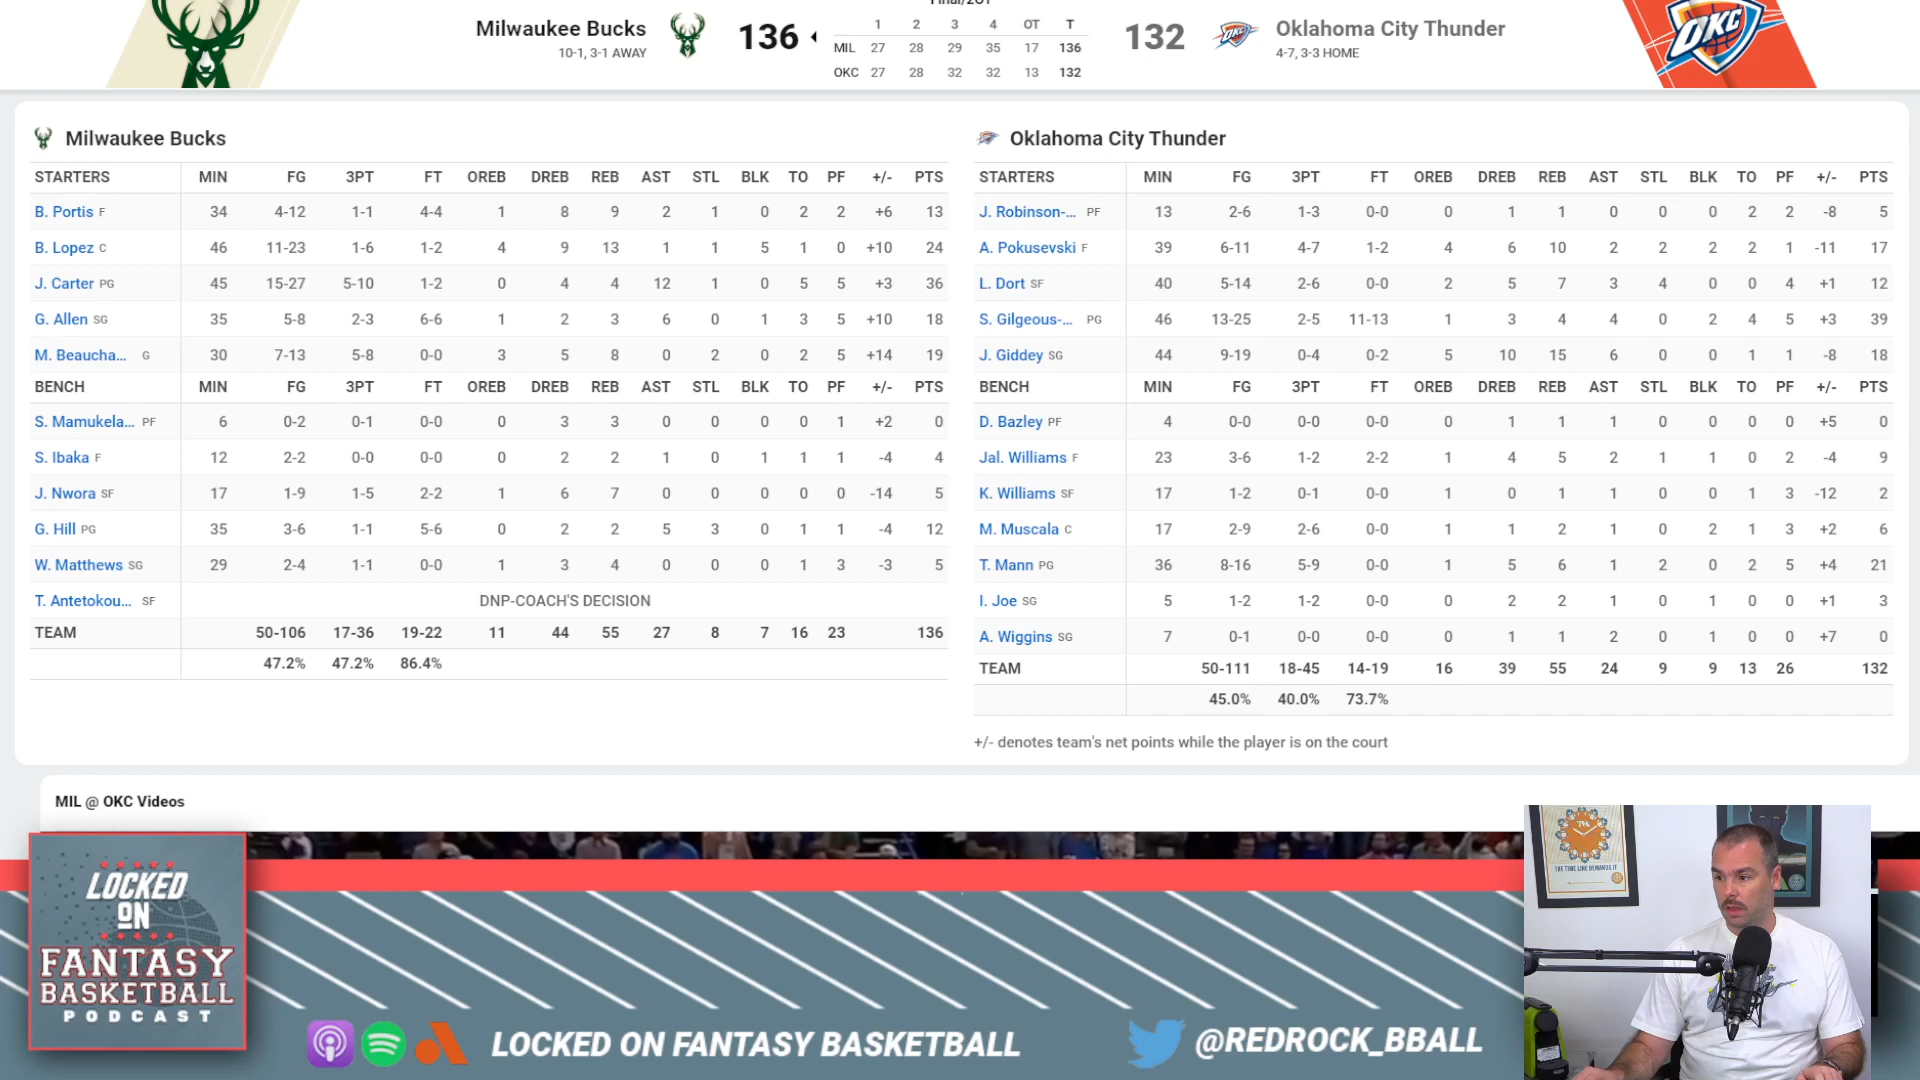 Final/2OT
Milwaukee Bucks
10-1, 3-1 AWAY
136
1 2 3 4 OT T
MIL 27 28 29 35 17 136
OKC 27 28 32 32 13 132
132
Oklahoma City Thunder
4-7, 3-3 HOME
OKC
Milwaukee Bucks
STARTERS MIN FG 3PT FT OREB DREB REB AST STL BLK TO PF +/- PTS
B. Portis F 34 4-12 1-1 4-4 1 8 9 2 1 0 2 2 +6 13
B. Lopez C 46 11-23 1-6 1-2 4 9 13 1 1 5 1 0 +10 24
J. Carter PG 45 15-27 5-10 1-2 0 4 4 12 1 0 5 5 +3 36
G. Allen SG 35 5-8 2-3 6-6 1 2 3 6 0 1 3 5 +10 18
M. Beaucha... G 30 7-13 5-8 0-0 3 5 8 0 2 0 2 5 +14 19
BENCH MIN FG 3PT FT OREB DREB REB AST STL BLK TO PF +/- PTS
S. Mamukela... PF 6 0-2 0-1 0-0 0 3 3 0 0 0 0 1 +2 0
S. Ibaka F 12 2-2 0-0 0-0 0 2 2 1 0 1 1 1 -4 4
J. Nwora SF 17 1-9 1-5 2-2 1 6 7 0 0 0 0 0 -14 5
G. Hill PG 35 3-6 1-1 5-6 0 2 2 5 3 0 1 1 -4 12
W. Matthews SG 29 2-4 1-1 0-0 1 3 4 0 0 0 1 3 -3 5
T. Antetokou... SF DNP-COACH'S DECISION
TEAM 50-106 17-36 19-22 11 44 55 27 8 7 16 23 136
47.2% 47.2% 86.4%
Oklahoma City Thunder
STARTERS MIN FG 3PT FT OREB DREB REB AST STL BLK TO PF +/- PTS
J. Robinson-... PF 13 2-6 1-3 0-0 0 1 1 0 0 0 2 2 -8 5
A. Pokusevski F 39 6-11 4-7 1-2 4 6 10 2 2 2 2 1 -11 17
L. Dort SF 40 5-14 2-6 0-0 2 5 7 3 4 0 0 4 +1 12
S. Gilgeous-... PG 46 13-25 2-5 11-13 1 3 4 4 0 2 4 5 +3 39
J. Giddey SG 44 9-19 0-4 0-2 5 10 15 6 0 0 1 1 -8 18
BENCH MIN FG 3PT FT OREB DREB REB AST STL BLK TO PF +/- PTS
D. Bazley PF 4 0-0 0-0 0-0 0 1 1 1 0 0 0 0 +5 0
Jal. Williams F 23 3-6 1-2 2-2 1 4 5 2 1 1 0 2 -4 9
K. Williams SF 17 1-2 0-1 0-0 1 0 1 1 0 0 1 3 -12 2
M. Muscala C 17 2-9 2-6 0-0 1 1 2 1 0 2 1 3 +2 6
T. Mann PG 36 8-16 5-9 0-0 1 5 6 1 2 0 2 5 +4 21
I. Joe SG 5 1-2 1-2 0-0 0 2 2 1 0 1 0 0 +1 3
A. Wiggins SG 7 0-1 0-0 0-0 0 1 1 2 0 1 0 0 +7 0
TEAM 50-111 18-45 14-19 16 39 55 24 9 9 13 26 132
45.0% 40.0% 73.7%
+/- denotes team's net points while the player is on the court
MIL @ OKC Videos
LOCKED
ON
FANTASY
BASKETBALL
PODCAST
LOCKED ON FANTASY BASKETBALL
@REDROCK_BBALL
TVA
THE TIME LINE DEMANDS IT